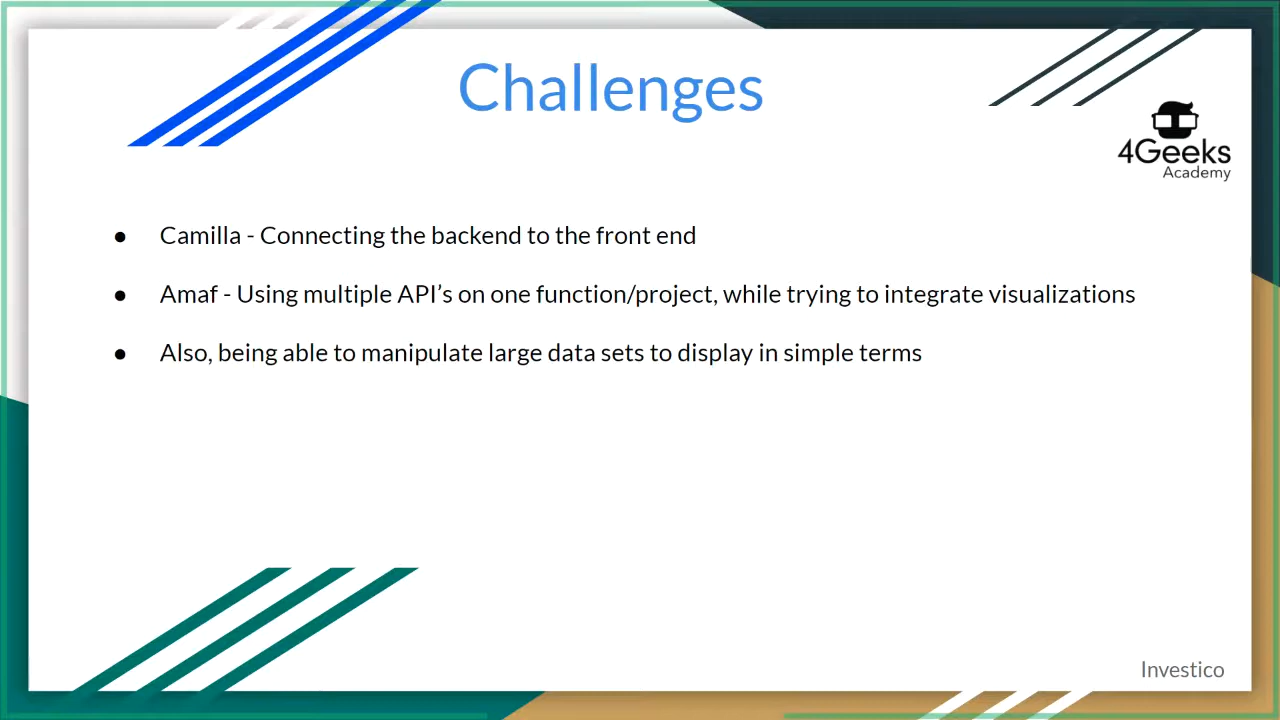 Challenges
4Geeks
Academy
● Camilla - Connecting the backend to the front end
● Amaf - Using multiple API’s on one function/project, while trying to integrate visualizations
● Also, being able to manipulate large data sets to display in simple terms
Investico